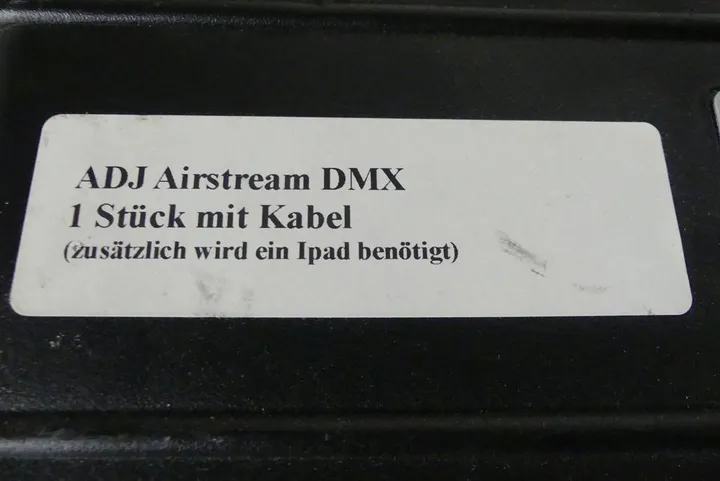 ADJ Airstream DMX
1 Stück mit Kabel
(zusätzlich wird ein Ipad benötigt)